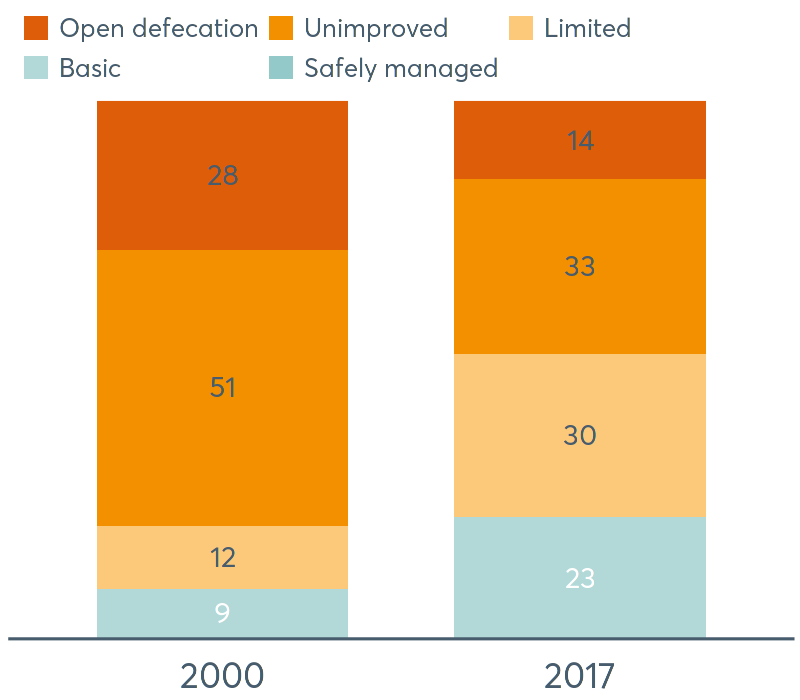 Open defecation Unimproved Limited
Basic Safely managed
28 14
51 33
12 30
9 23
2000 2017